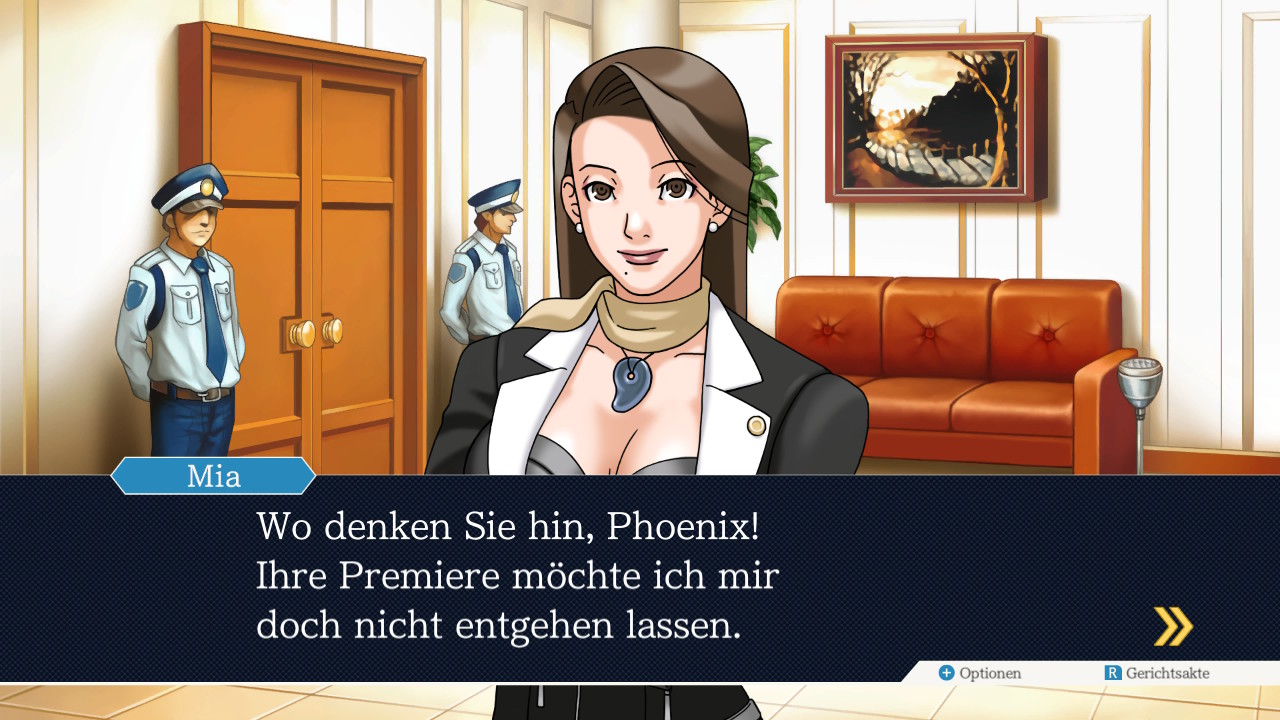 Mia
Wo denken Sie hin, Phoenix!
Ihre Premiere möchte ich mir
doch nicht entgehen lassen.
+ Optionen
R Gerichtsakte